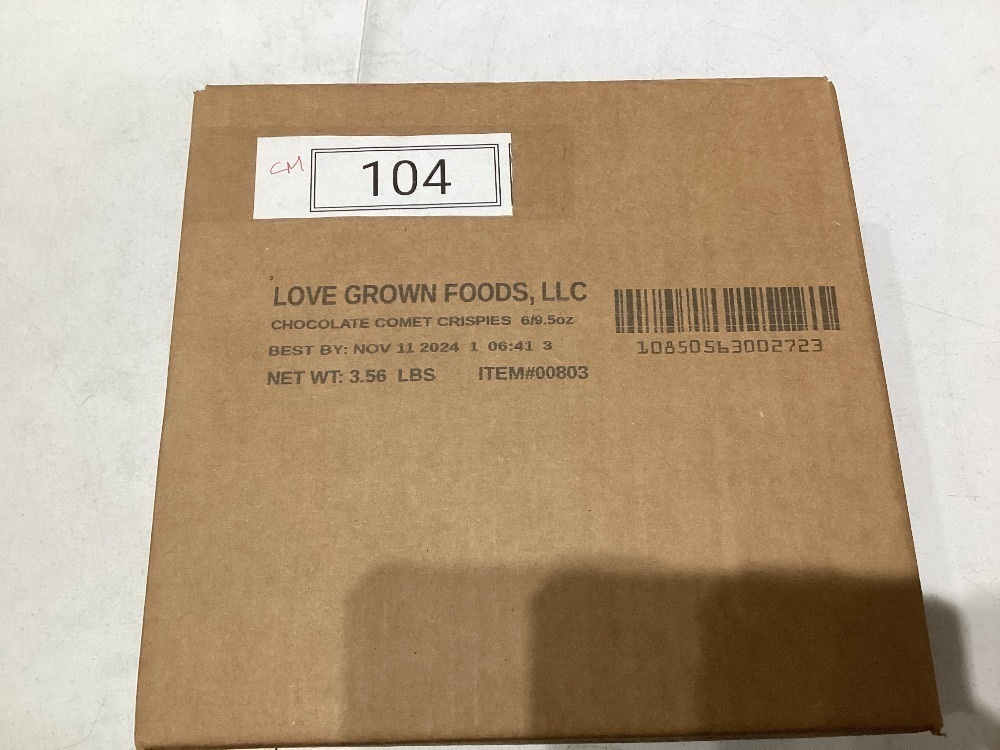 CM 104
LOVE GROWN FOODS, LLC
CHOCOLATE COMET CRISPIES 6/9.5oz
BEST BY: NOV 11 2024 1 06:41 3
NET WT: 3.56 LBS ITEM#00803
10850563002723